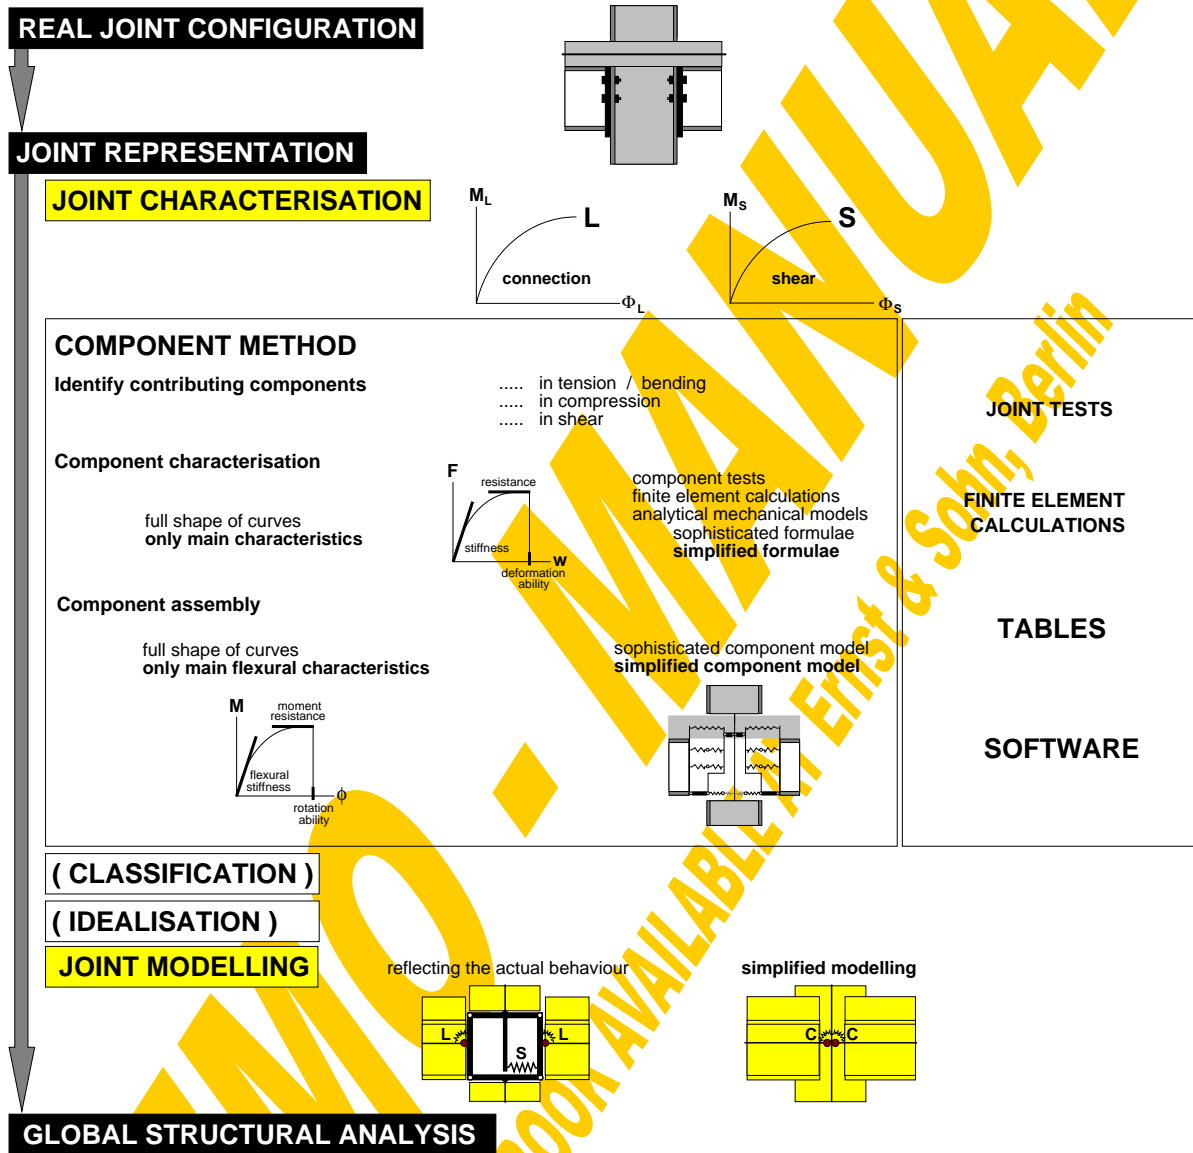 REAL JOINT CONFIGURATION
JOINT REPRESENTATION
JOINT CHARACTERISATION
M L
L
connection
Φ L
M S
S
shear
Φ S
COMPONENT METHOD
Identify contributing components
..... in tension / bending
..... in compression
..... in shear
Component characterisation
full shape of curves
only main characteristics
F
resistance
stiffness
w
deformation
ability
component tests
finite element calculations
analytical mechanical models
sophisticated formulae
simplified formulae
Component assembly
full shape of curves
only main flexural characteristics
M
moment
resistance
flexural
stiffness
ϕ
rotation
ability
sophisticated component model
simplified component model
JOINT TESTS
FINITE ELEMENT
CALCULATIONS
TABLES
SOFTWARE
( CLASSIFICATION )
( IDEALISATION )
JOINT MODELLING
reflecting the actual behaviour
L
S
L
simplified modelling
C C
GLOBAL STRUCTURAL ANALYSIS
MO - MANUAL
BOOK AVAILABLE AT Ernst & Sohn, Berlin